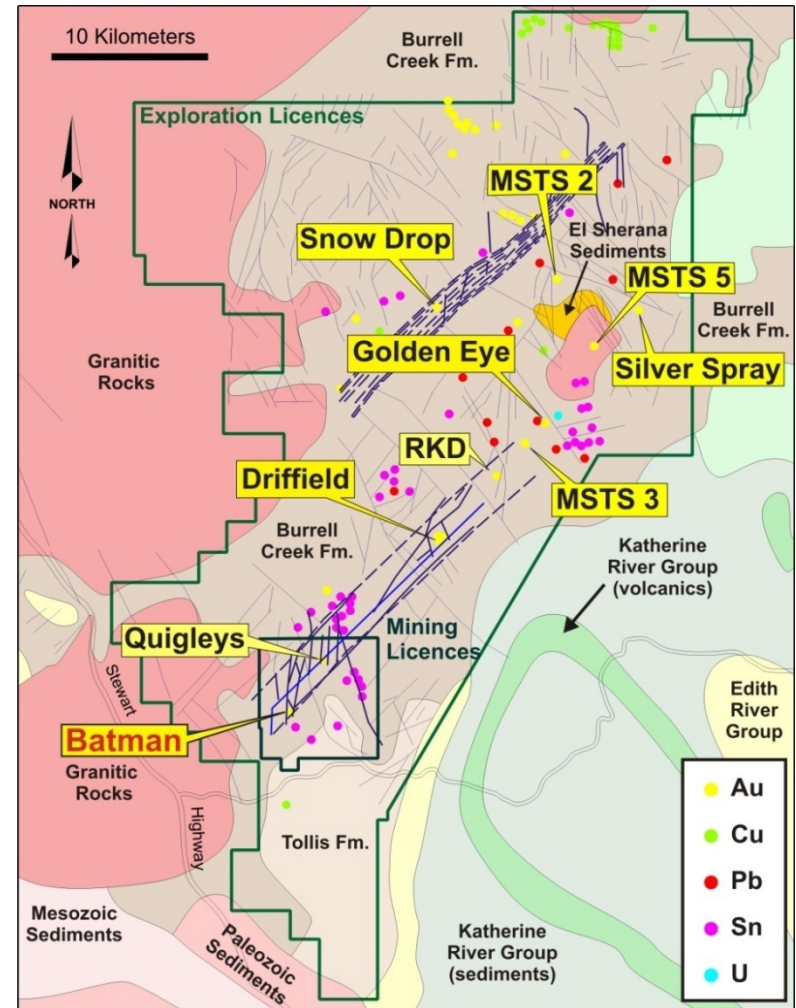 10 Kilometers
Burrell
Creek Fm.
Exploration Licences
NORTH
MSTS 2
El Sherana
Sediments
Snow Drop
MSTS 5
Burrell
Creek Fm.
Granitic
Rocks
Golden Eye
Silver Spray
RKD
Driffield
MSTS 3
Burrell
Creek Fm.
Katherine
River Group
(volcanics)
Quigleys
Mining
Licences
Stewart
Edith
River
Group
Batman
Granitic
Rocks
Highway
Tollis Fm.
Au
Cu
Pb
Sn
U
Mesozoic
Sediments
Paleozoic
Sediments
Katherine
River Group
(sediments)